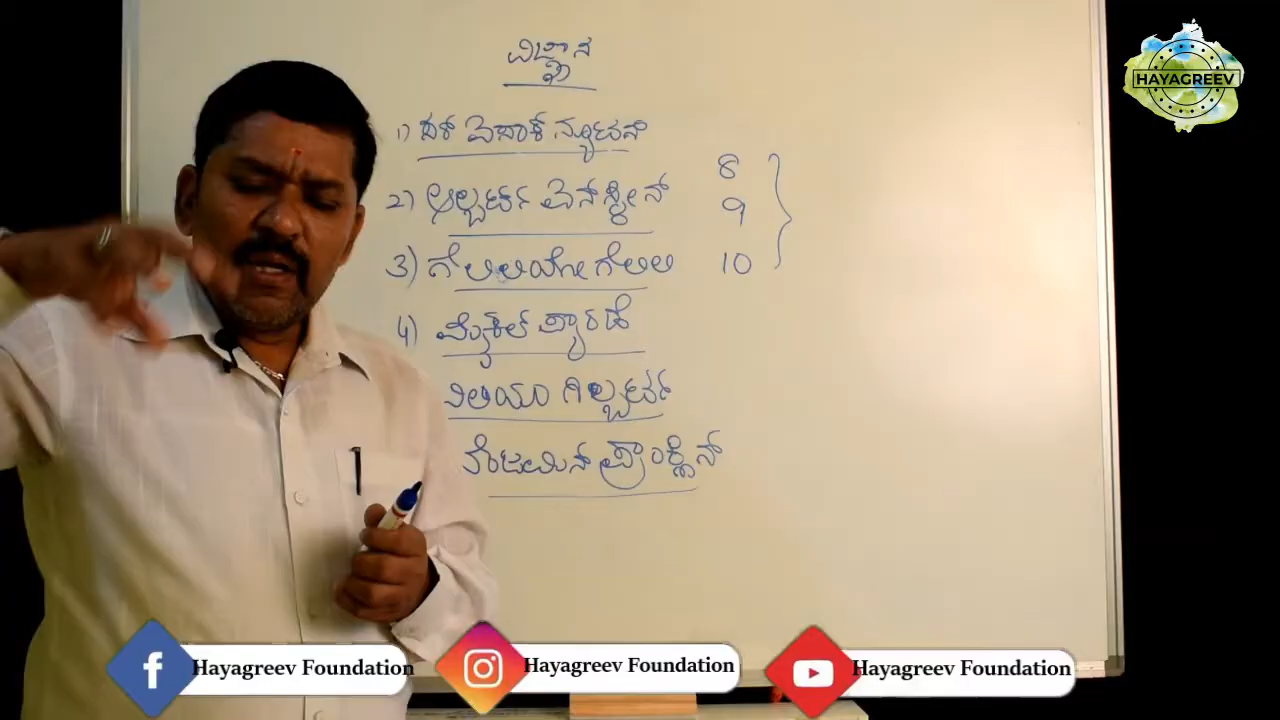 ವಿಜ್ಞಾನ
1) ಸರ್ ಐಸಾಕ್ ನ್ಯೂಟನ್
2) ಆಲ್ಬರ್ಟ್ ಐನ್‌ಸ್ಟೀನ್
3) ಗೆಲಿಲಿಯೋ ಗೆಲಿಲಿ
4) ಮೈಕೆಲ್ ಪ್ಯಾರಡೆ
ವಿಲಿಯಂ ಗಿಲ್ಬರ್ಟ್
ಬೆಂಜಮಿನ್ ಫ್ರಾಂಕ್ಲಿನ್
8
9
10
HAYAGREEV
Hayagreev Foundation
Hayagreev Foundation
Hayagreev Foundation